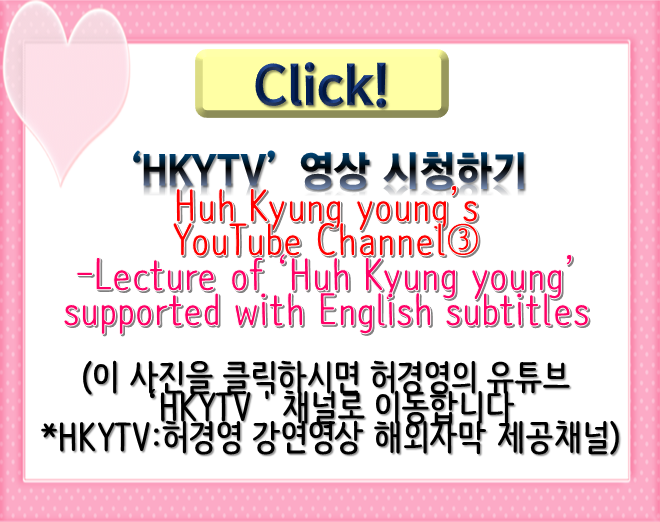 Click!
‘HKYTV’ 영상 시청하기
Huh Kyung young’s
YouTube Channel③
-Lecture of ‘Huh Kyung young’
supported with English subtitles
(이 사진을 클릭하시면 허경영의 유튜브
‘HKYTV ' 채널로 이동합니다
*HKYTV:허경영 강연영상 해외자막 제공채널)